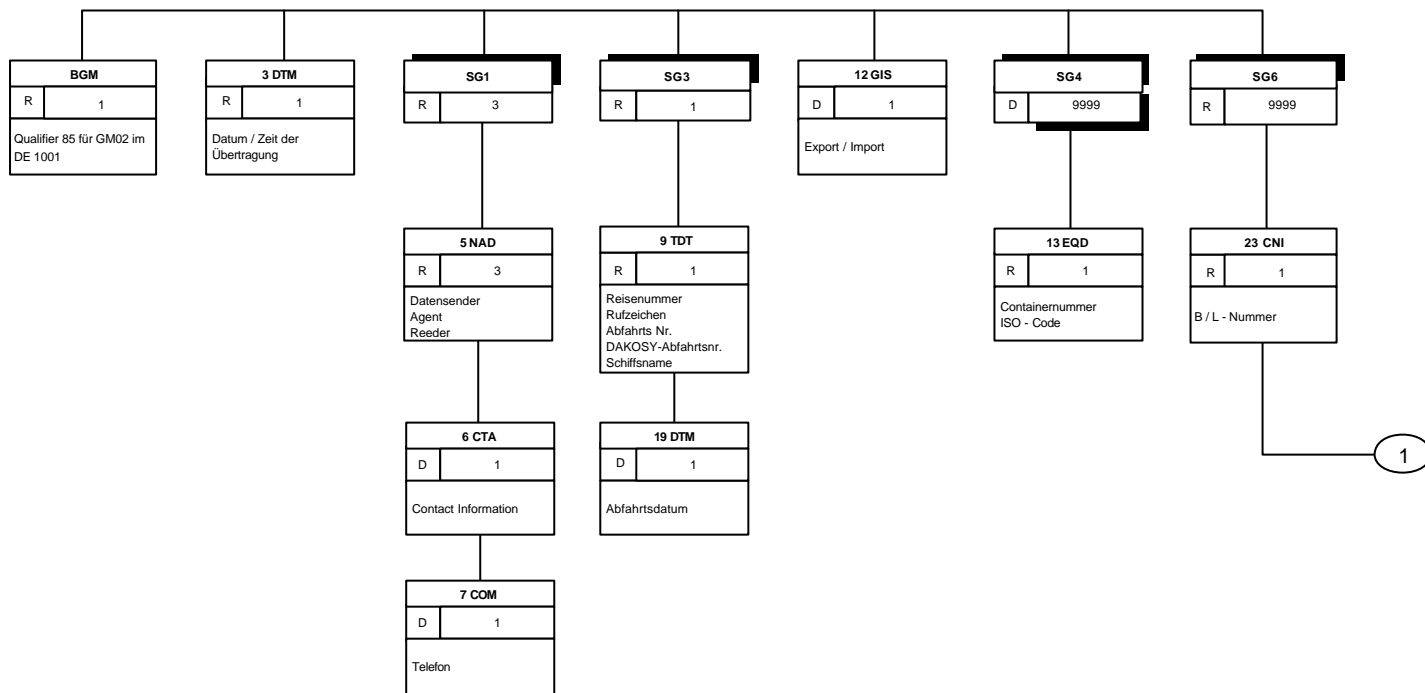 BGM
R 1
Qualifier 85 für GM02 im
DE 1001
3 DTM
R 1
Datum / Zeit der
Übertragung
SG1
R 3
SG3
R 1
12 GIS
D 1
Export / Import
SG4
D 9999
SG6
R 9999
5 NAD
R 3
Datensender
Agent
Reeder
9 TDT
R 1
Reisenummer
Rufzeichen
Abfahrts Nr.
DAKOSY-Abfahrtsnr.
Schiffsname
13 EQD
R 1
Containernummer
ISO - Code
23 CNI
R 1
B / L - Nummer
6 CTA
D 1
Contact Information
19 DTM
D 1
Abfahrtsdatum
1
7 COM
D 1
Telefon